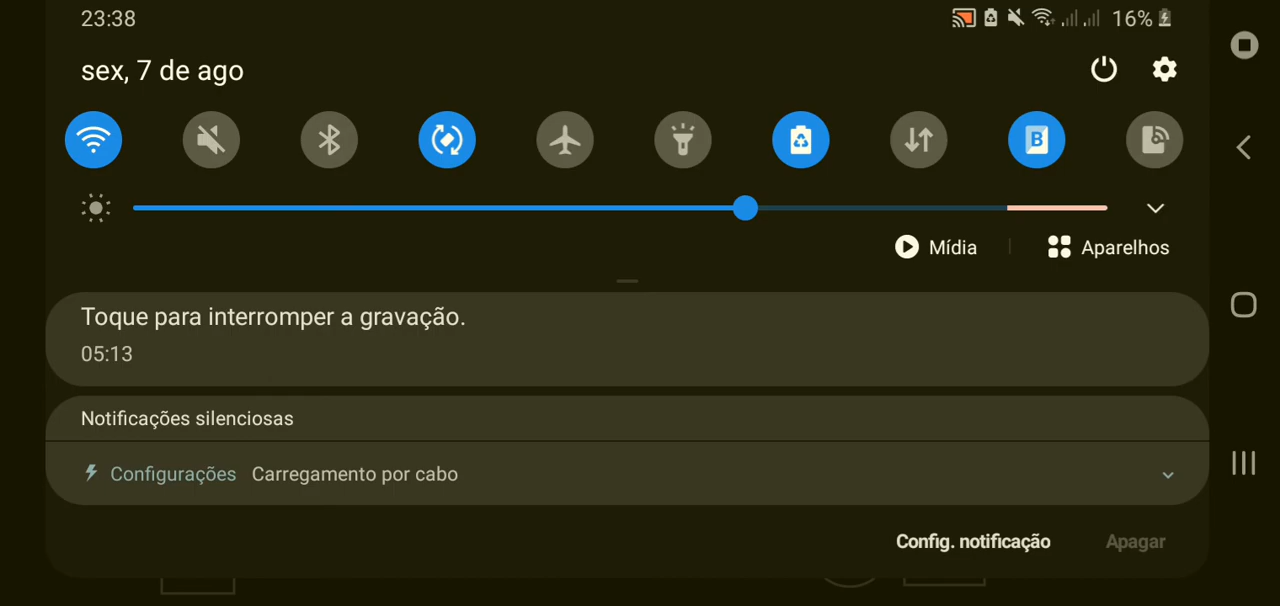 23:38
16%
sex, 7 de ago
B
Mídia
Aparelhos
Toque para interromper a gravação.
05:13
Notificações silenciosas
Configurações Carregamento por cabo
Config. notificação
Apagar